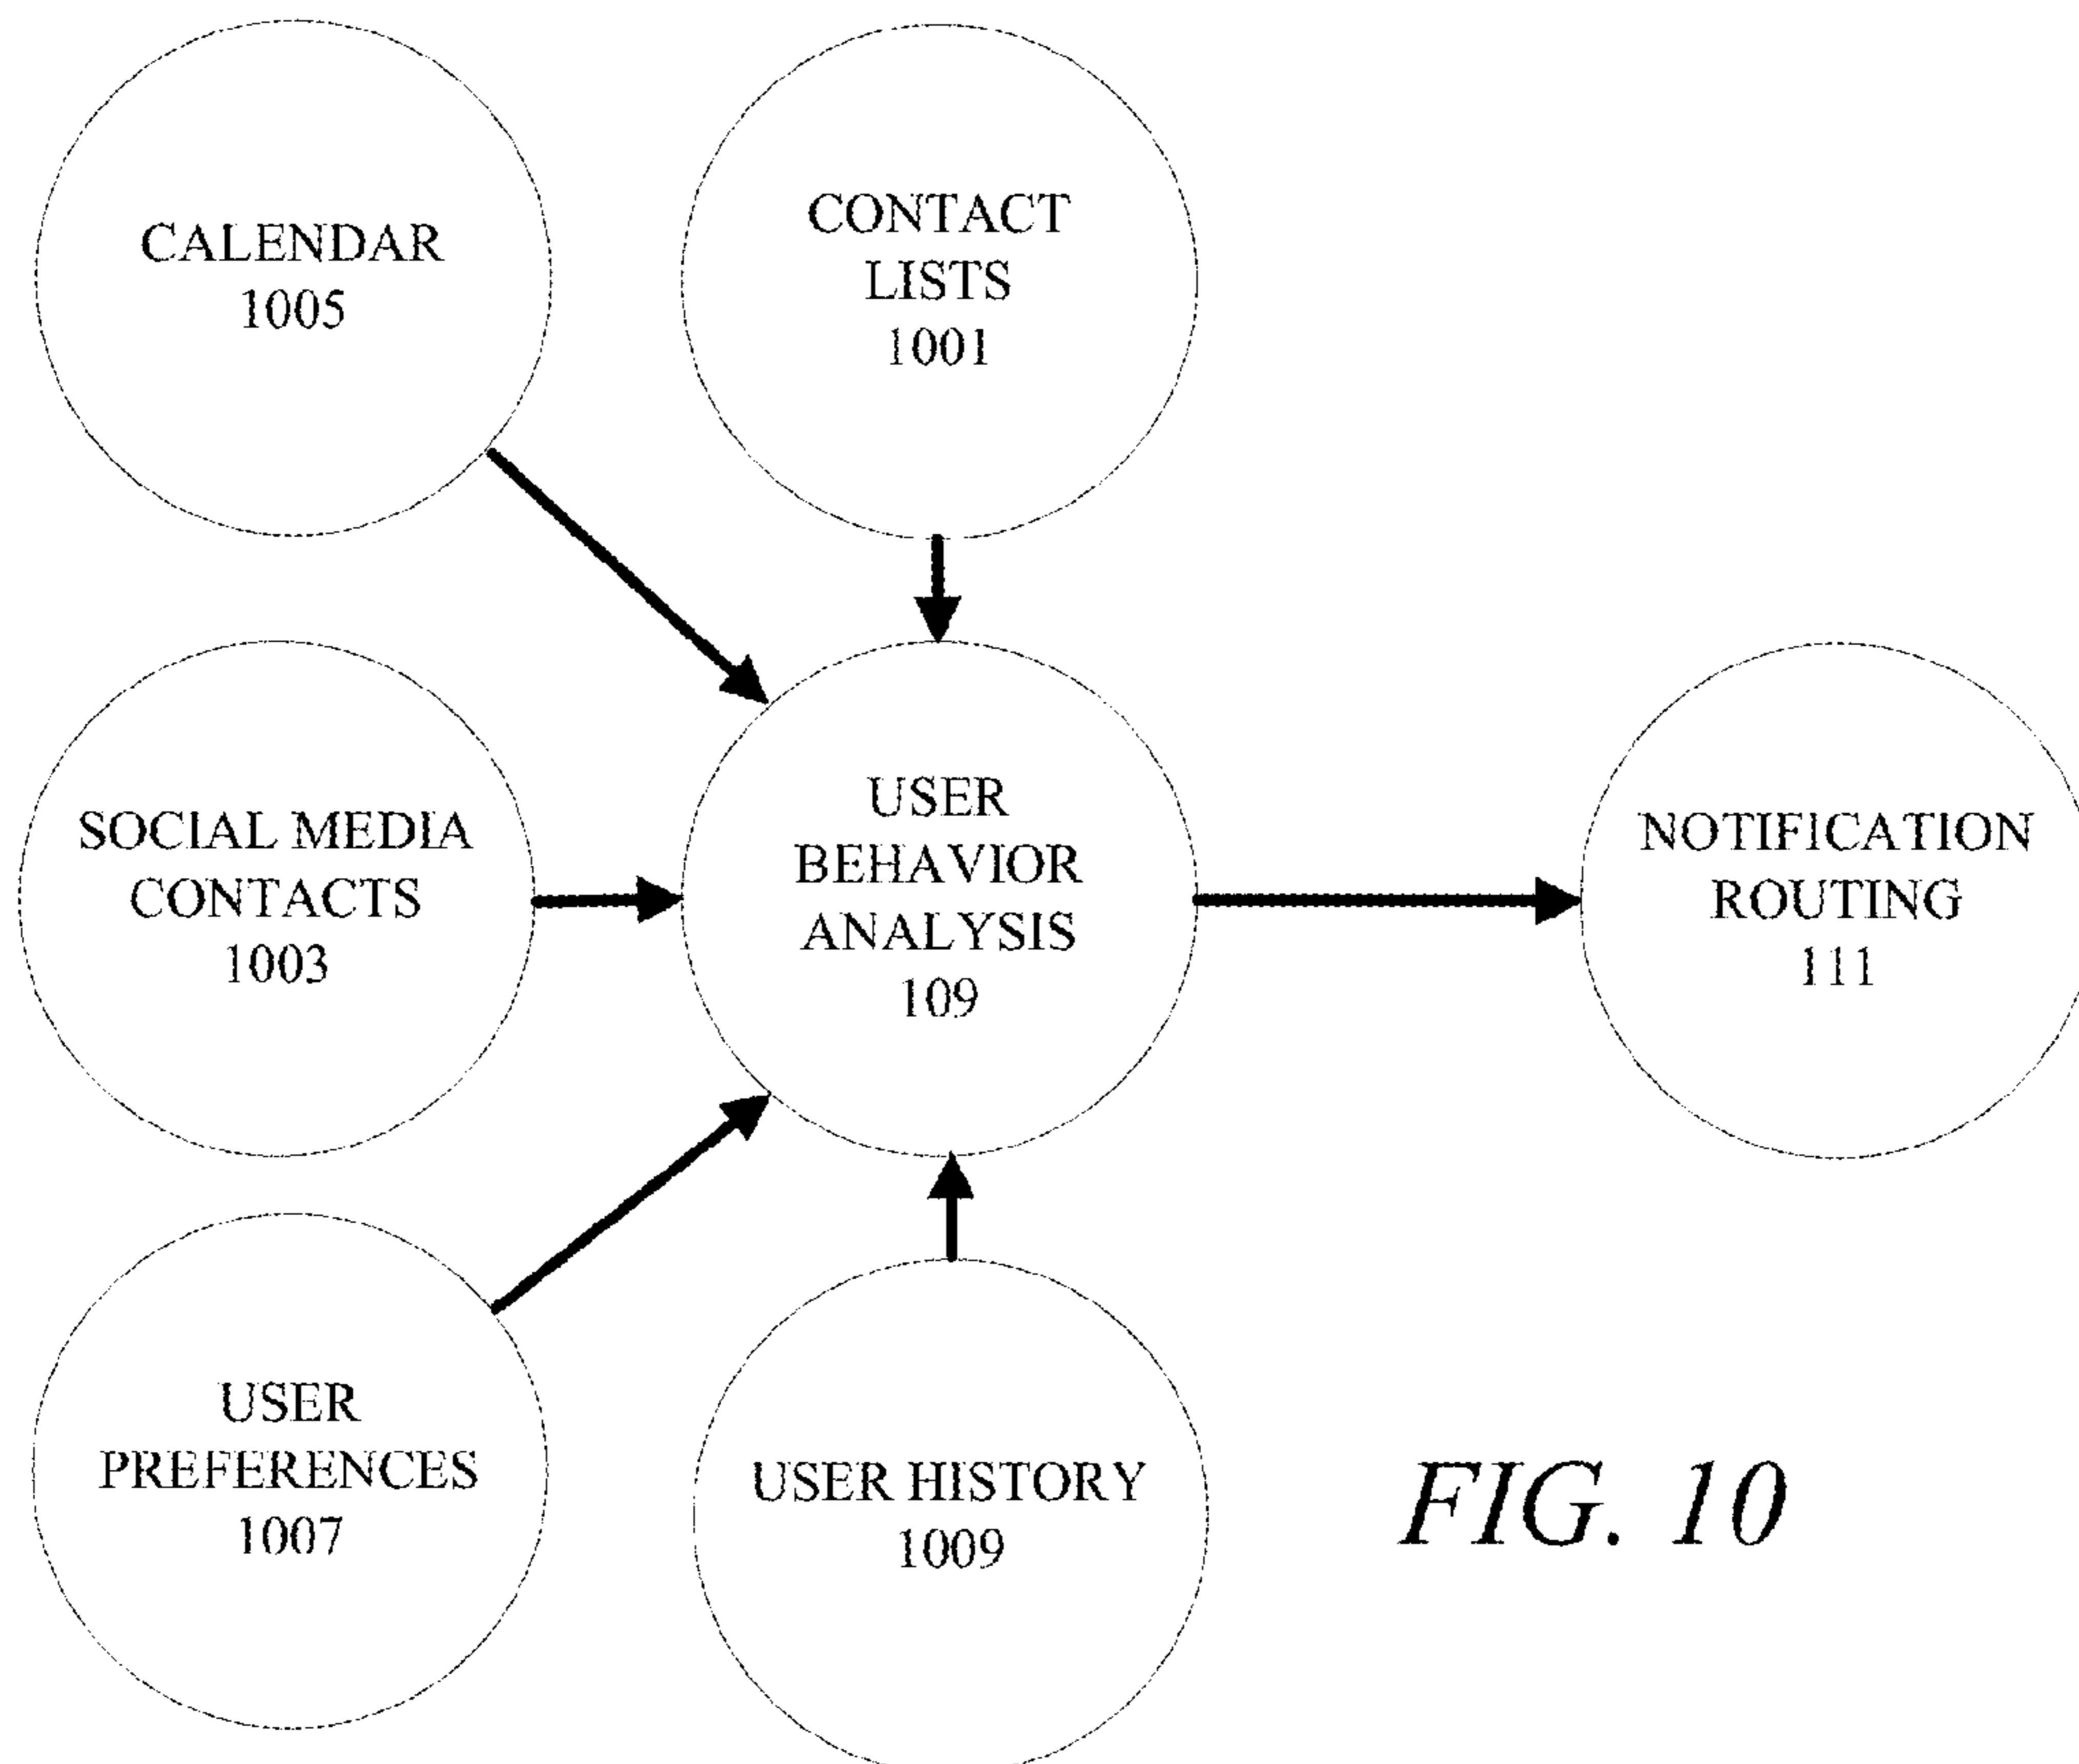 CALENDAR
1005
CONTACT
LISTS
1001
SOCIAL MEDIA
CONTACTS
1003
USER
BEHAVIOR
ANALYSIS
109
NOTIFICATION
ROUTING
111
USER
PREFERENCES
1007
USER HISTORY
1009
FIG. 10